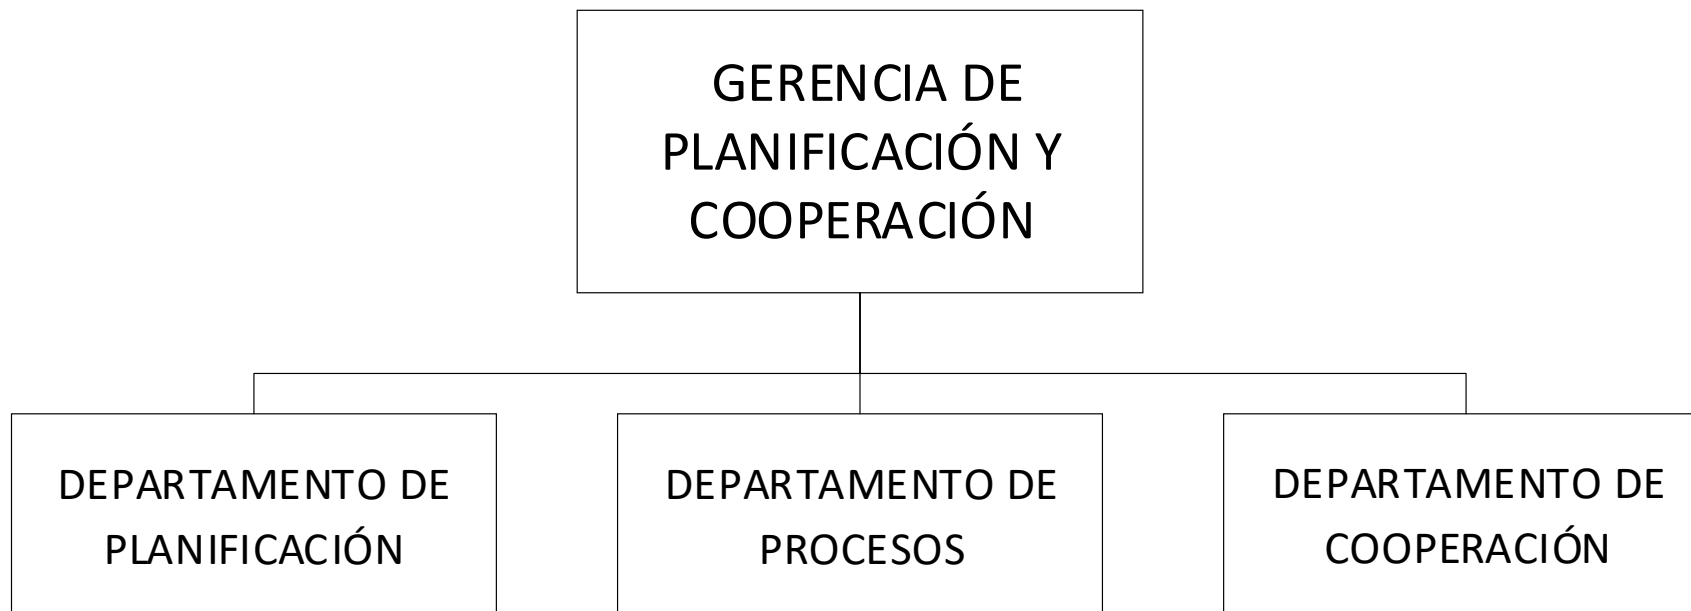 GERENCIA DE
PLANIFICACIÓN Y
COOPERACIÓN
DEPARTAMENTO DE
PLANIFICACIÓN
DEPARTAMENTO DE
PROCESOS
DEPARTAMENTO DE
COOPERACIÓN